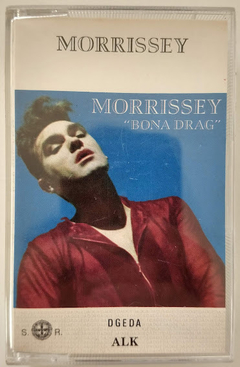 MORRISSEY
MORRISSEY
"BONA DRAG"
DGEDA
S. R.
ALK